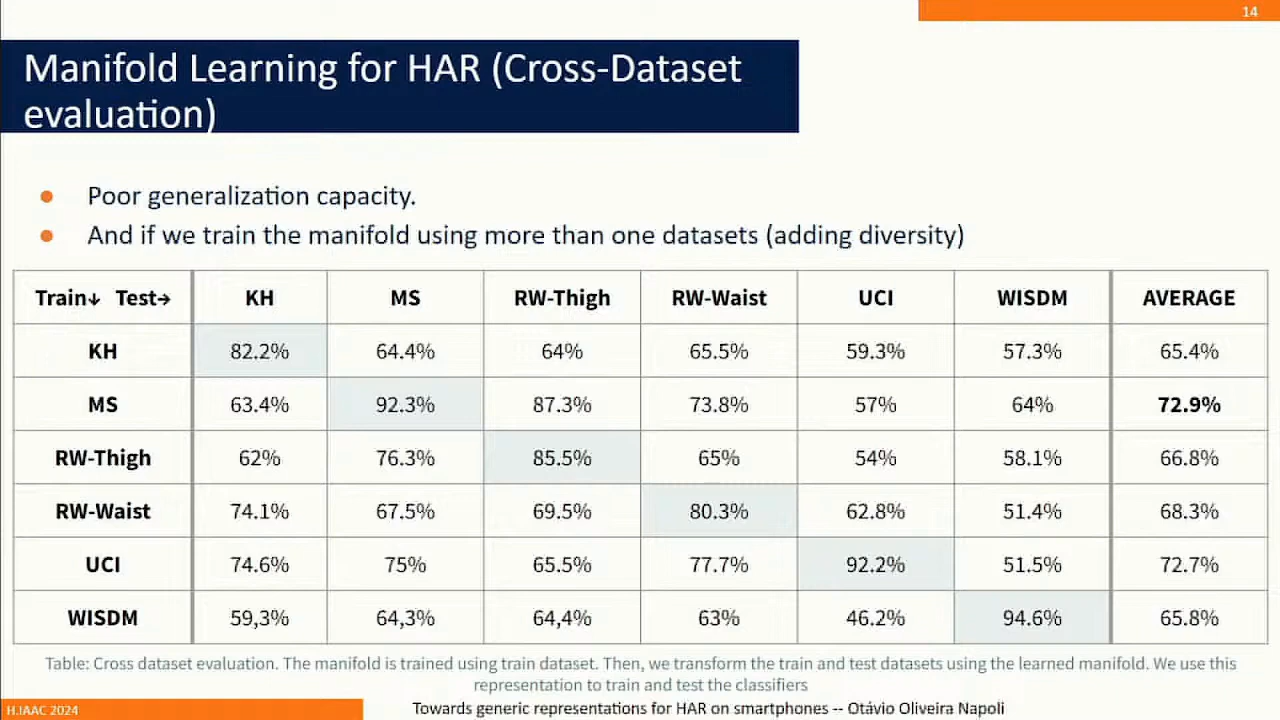 14
Manifold Learning for HAR (Cross-Dataset
evaluation)
● Poor generalization capacity.
● And if we train the manifold using more than one datasets (adding diversity)
Train↓ Test→ KH MS RW-Thigh RW-Waist UCI WISDM AVERAGE
KH 82.2% 64.4% 64% 65.5% 59.3% 57.3% 65.4%
MS 63.4% 92.3% 87.3% 73.8% 57% 64% 72.9%
RW-Thigh 62% 76.3% 85.5% 65% 54% 58.1% 66.8%
RW-Waist 74.1% 67.5% 69.5% 80.3% 62.8% 51.4% 68.3%
UCI 74.6% 75% 65.5% 77.7% 92.2% 51.5% 72.7%
WISDM 59,3% 64,3% 64,4% 63% 46.2% 94.6% 65.8%
Table: Cross dataset evaluation. The manifold is trained using train dataset. Then, we transform the train and test datasets using the learned manifold. We use this
representation to train and test the classifiers
H.IAAC 2024
Towards generic representations for HAR on smartphones -- Otávio Oliveira Napoli